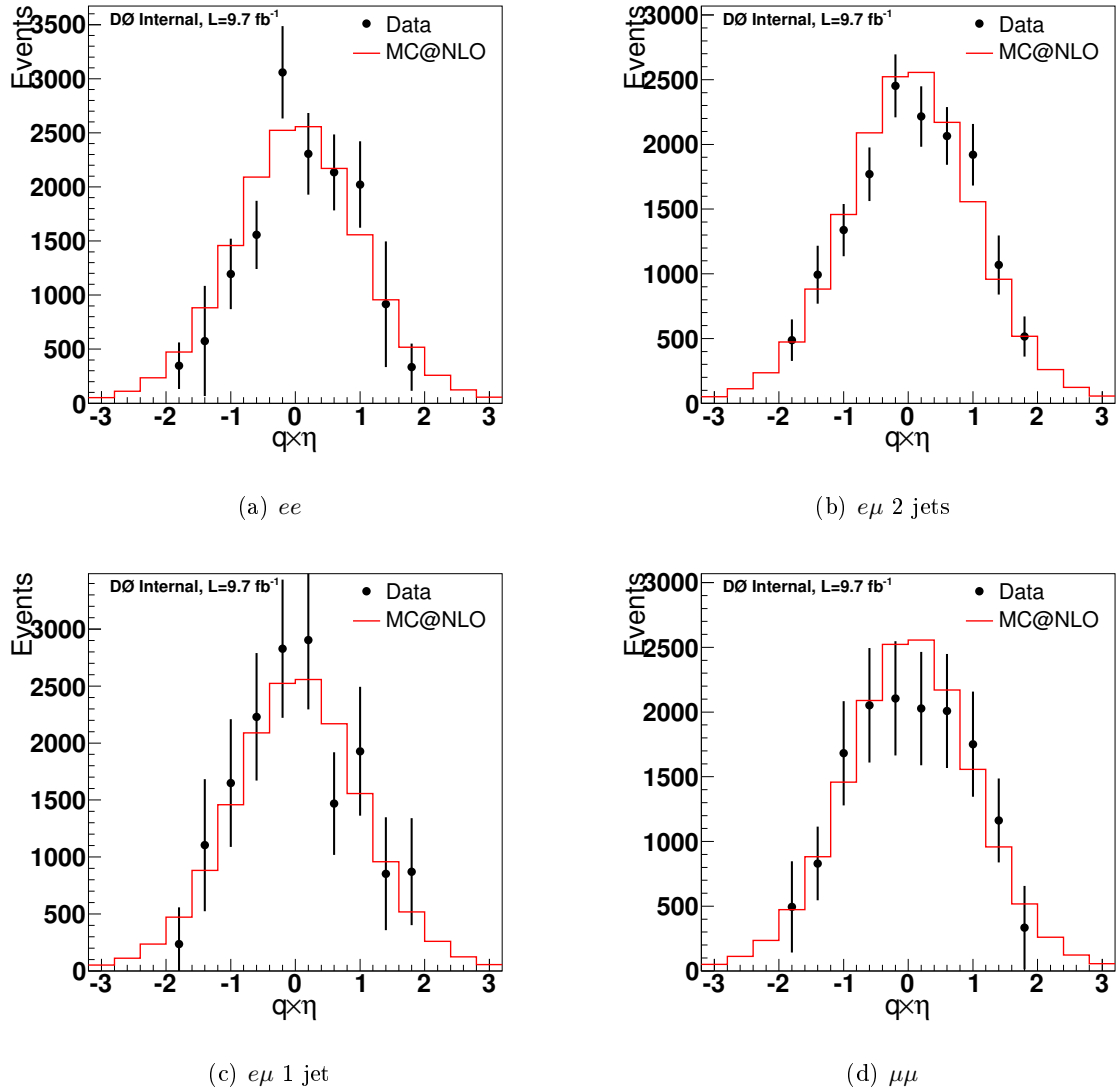 DØ Internal, L=9.7 fb⁻¹
Data
MC@NLO
Events
3500
3000
2500
2000
1500
1000
500
0
-3 -2 -1 0 1 2 3
q×η
(a) ee
DØ Internal, L=9.7 fb⁻¹
Data
MC@NLO
Events
3000
2500
2000
1500
1000
500
0
-3 -2 -1 0 1 2 3
q×η
(b) eμ 2 jets
DØ Internal, L=9.7 fb⁻¹
Data
MC@NLO
Events
3000
2500
2000
1500
1000
500
0
-3 -2 -1 0 1 2 3
q×η
(c) eμ 1 jet
DØ Internal, L=9.7 fb⁻¹
Data
MC@NLO
Events
3000
2500
2000
1500
1000
500
0
-3 -2 -1 0 1 2 3
q×η
(d) μμ